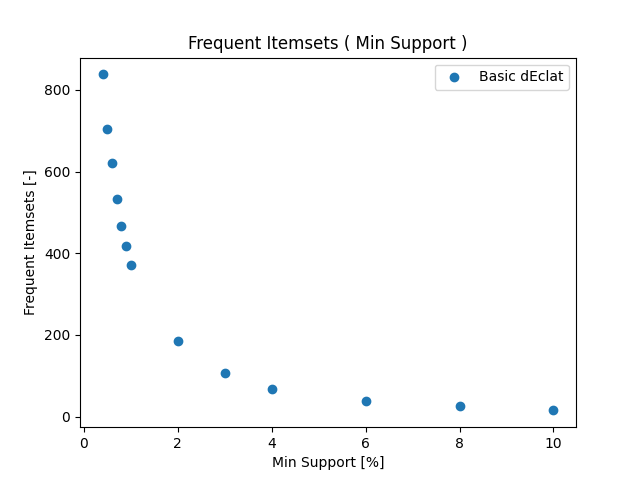 Frequent Itemsets ( Min Support )
Basic dEclat
Frequent Itemsets [-]
800
600
400
200
0
0 2 4 6 8 10
Min Support [%]